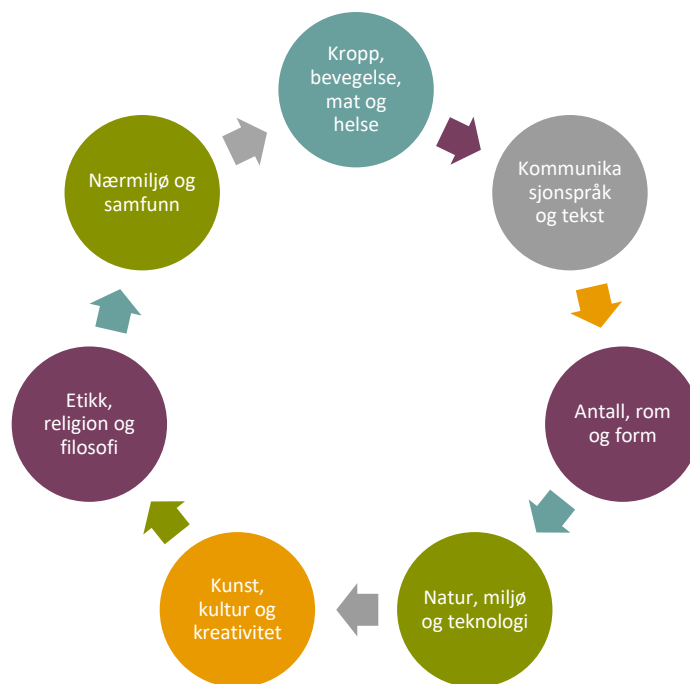 Kropp,
bevegelse,
mat og
helse
Kommunika
sjonspråk
og tekst
Antall, rom
og form
Natur, miljø
og teknologi
Kunst,
kultur og
kreativitet
Etikk,
religion og
filosofi
Nærmiljø og
samfunn